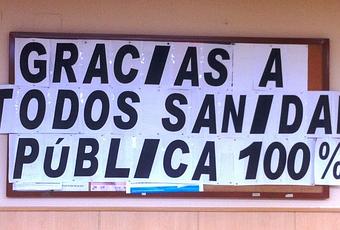 GRACIAS A
TODOS SANIDAD
PÚBLICA 100%